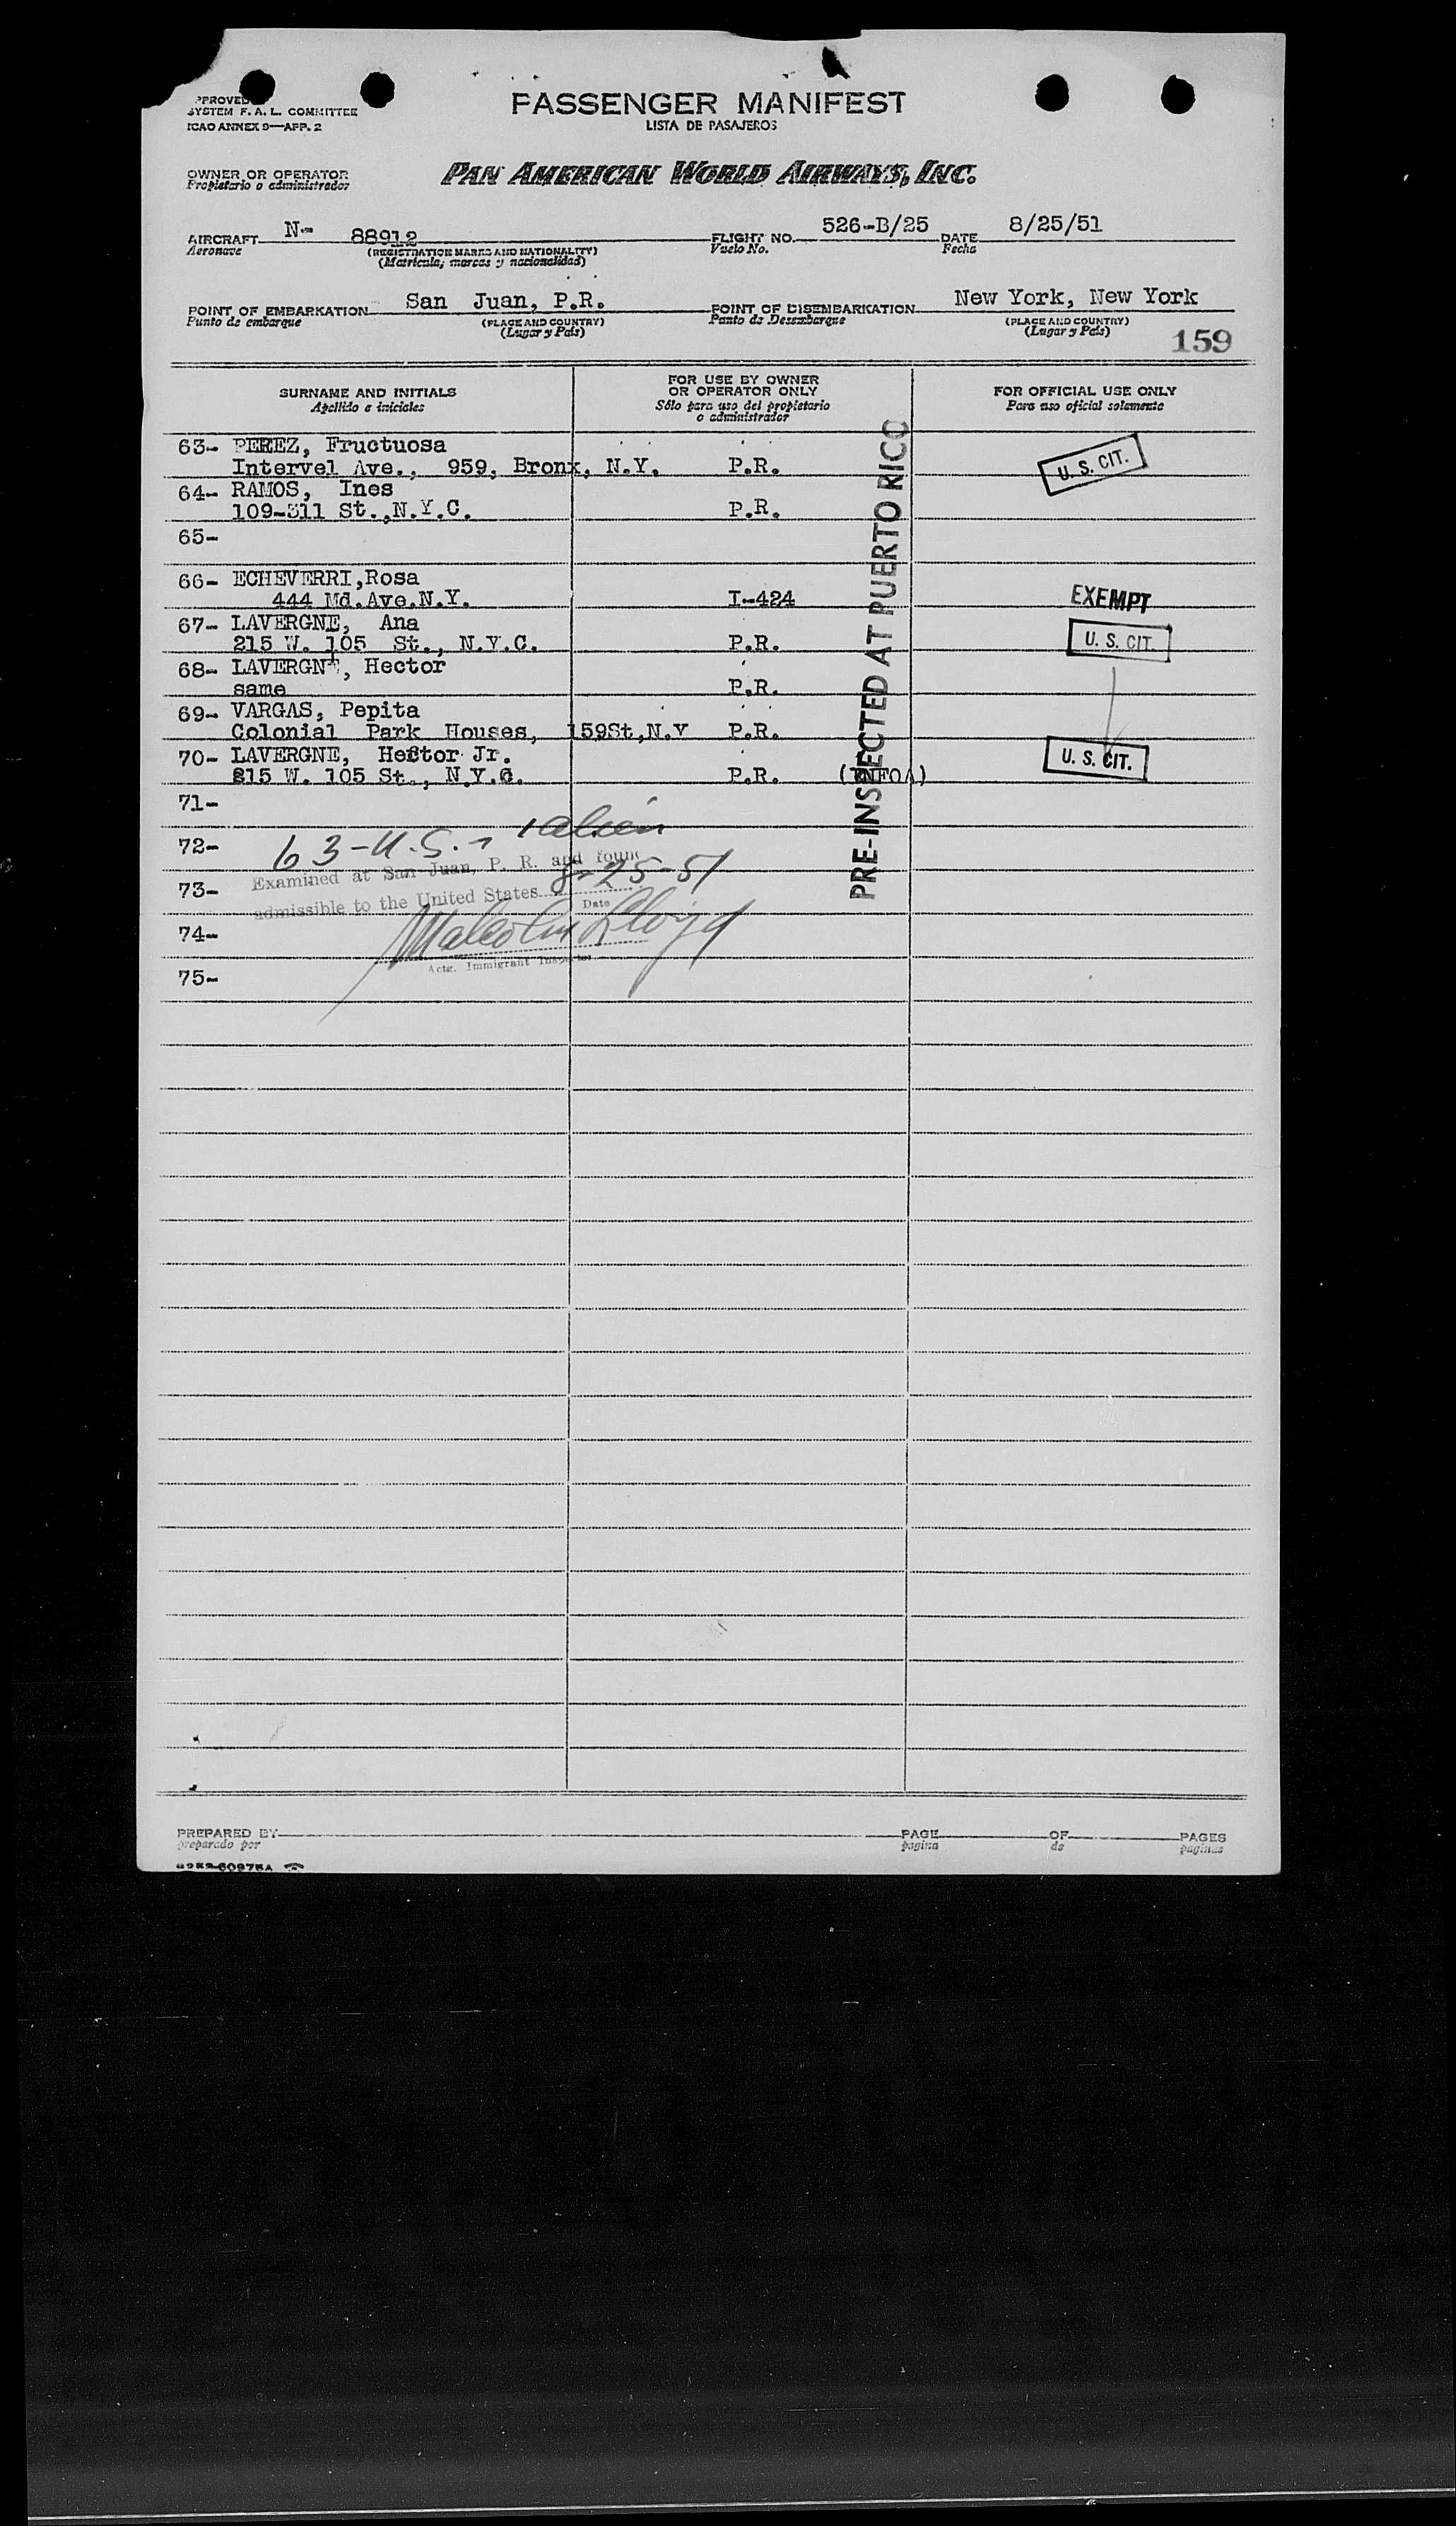 PPROVED
SYSTEM F. A. L. COMMITTEE
ICAO ANNEX 9—APP. 2
PASSENGER MANIFEST
LISTA DE PASAJEROS
OWNER OR OPERATOR
Propietario o administrador
PAN AMERICAN WORLD AIRWAYS, INC.
AIRCRAFT N- 88912 FLIGHT NO. 526-B/25 DATE 8/25/51
Aeronave (REGISTRATION MARKS AND NATIONALITY) Vuelo No. Fecha
(Matrícula, marcas y nacionalidad)
POINT OF EMBARKATION San Juan, P.R. POINT OF DISEMBARKATION New York, New York
Punto de embarque (PLACE AND COUNTRY) Punto de Desembarque (PLACE AND COUNTRY)
(Lugar y País) (Lugar y País)
159
SURNAME AND INITIALS FOR USE BY OWNER OR OPERATOR ONLY FOR OFFICIAL USE ONLY
Apellido e iniciales Sólo para uso del propietario o administrador Para uso oficial solamente
63- PEREZ, Fructuosa
Intervel Ave., 959, Bronx, N.Y. P.R. U. S. CIT.
64- RAMOS, Ines
109-311 St.,N.Y.C. P.R.
65-
66- ECHEVERRI,Rosa
444 Md.Ave.N.Y. I-424 EXEMPT
67- LAVERGNE, Ana
215 W. 105 St., N.Y.C. P.R. U. S. CIT.
68- LAVERGNE, Hector
same P.R.
69- VARGAS, Pepita
Colonial Park Houses, 159St,N.Y P.R.
70- LAVERGNE, Hector Jr. U. S. CIT.
215 W. 105 St., N.Y.C. P.R. (INFOA)
PRE-INSPECTED AT PUERTO RICO
71-
72- 63-U.S. 1 alien
Examined at San Juan, P. R. and found
73- admissible to the United States 8-25-51
Date
74- Malcolm Lloyd
Actg. Immigrant Inspector
75-
PREPARED BY PAGE OF PAGES
preparado por página de páginas